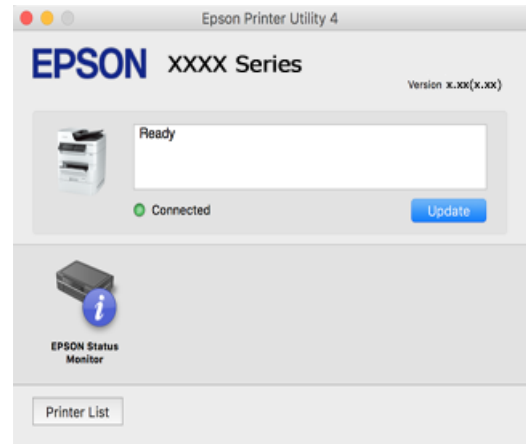 Epson Printer Utility 4
EPSON XXXX Series
Version x.xx(x.xx)
Ready
Connected
Update
EPSON Status
Monitor
Printer List